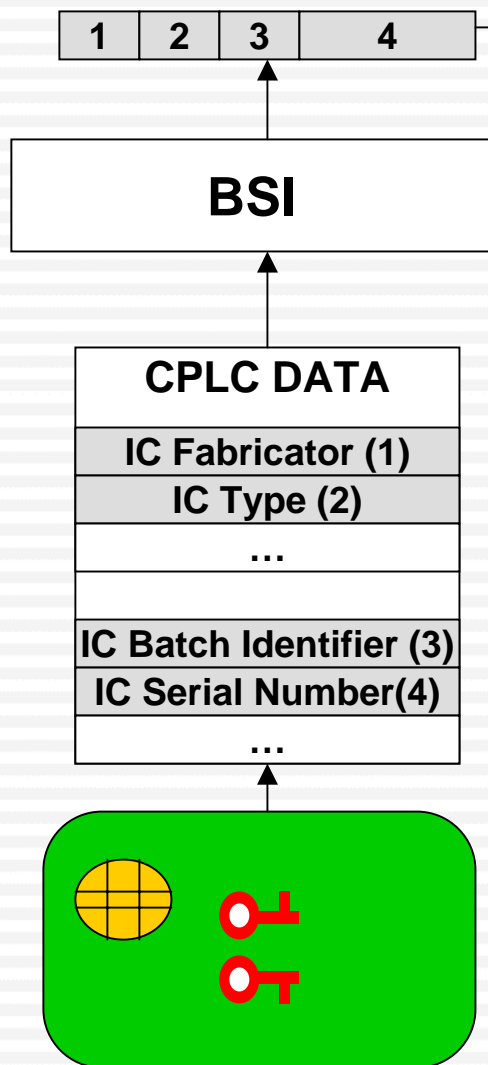 1 2 3 4
BSI
CPLC DATA
IC Fabricator (1)
IC Type (2)
...
IC Batch Identifier (3)
IC Serial Number(4)
...